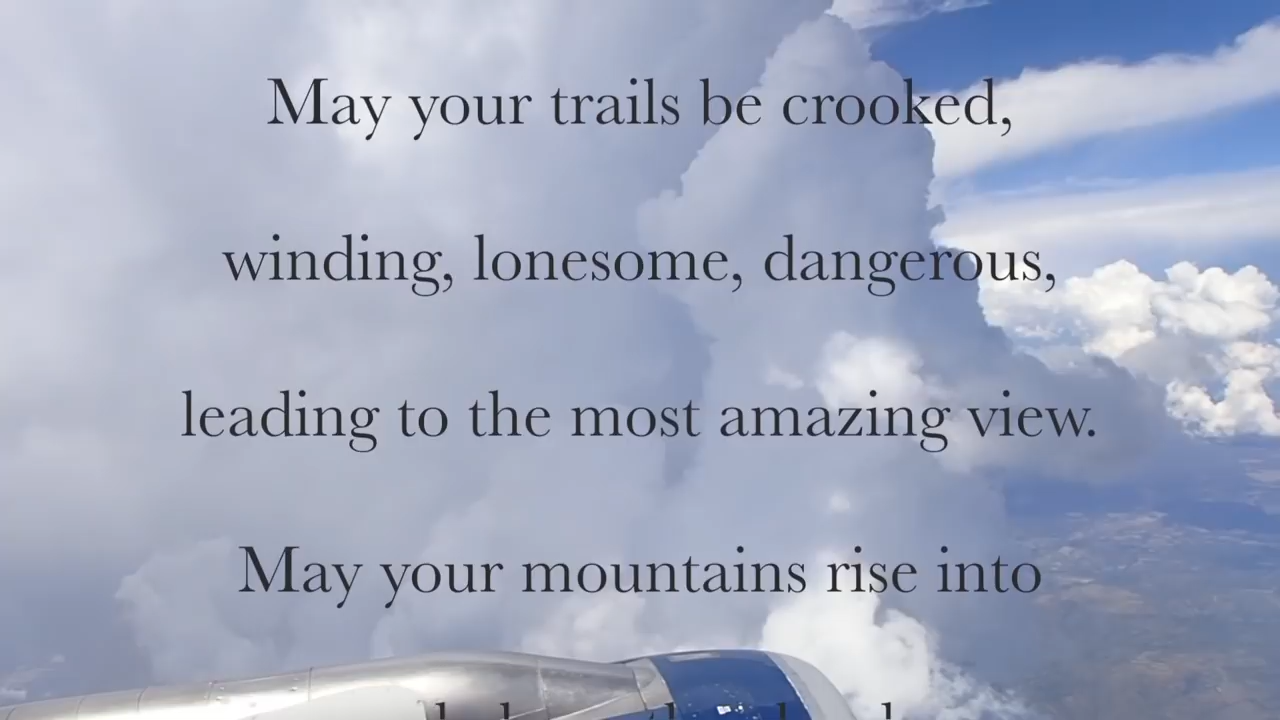 May your trails be crooked,
winding, lonesome, dangerous,
leading to the most amazing view.
May your mountains rise into